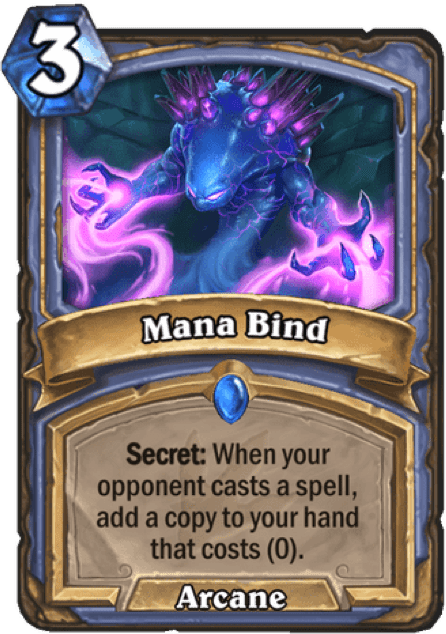 3
Mana Bind
Secret: When your
opponent casts a spell,
add a copy to your hand
that costs (0).
Arcane